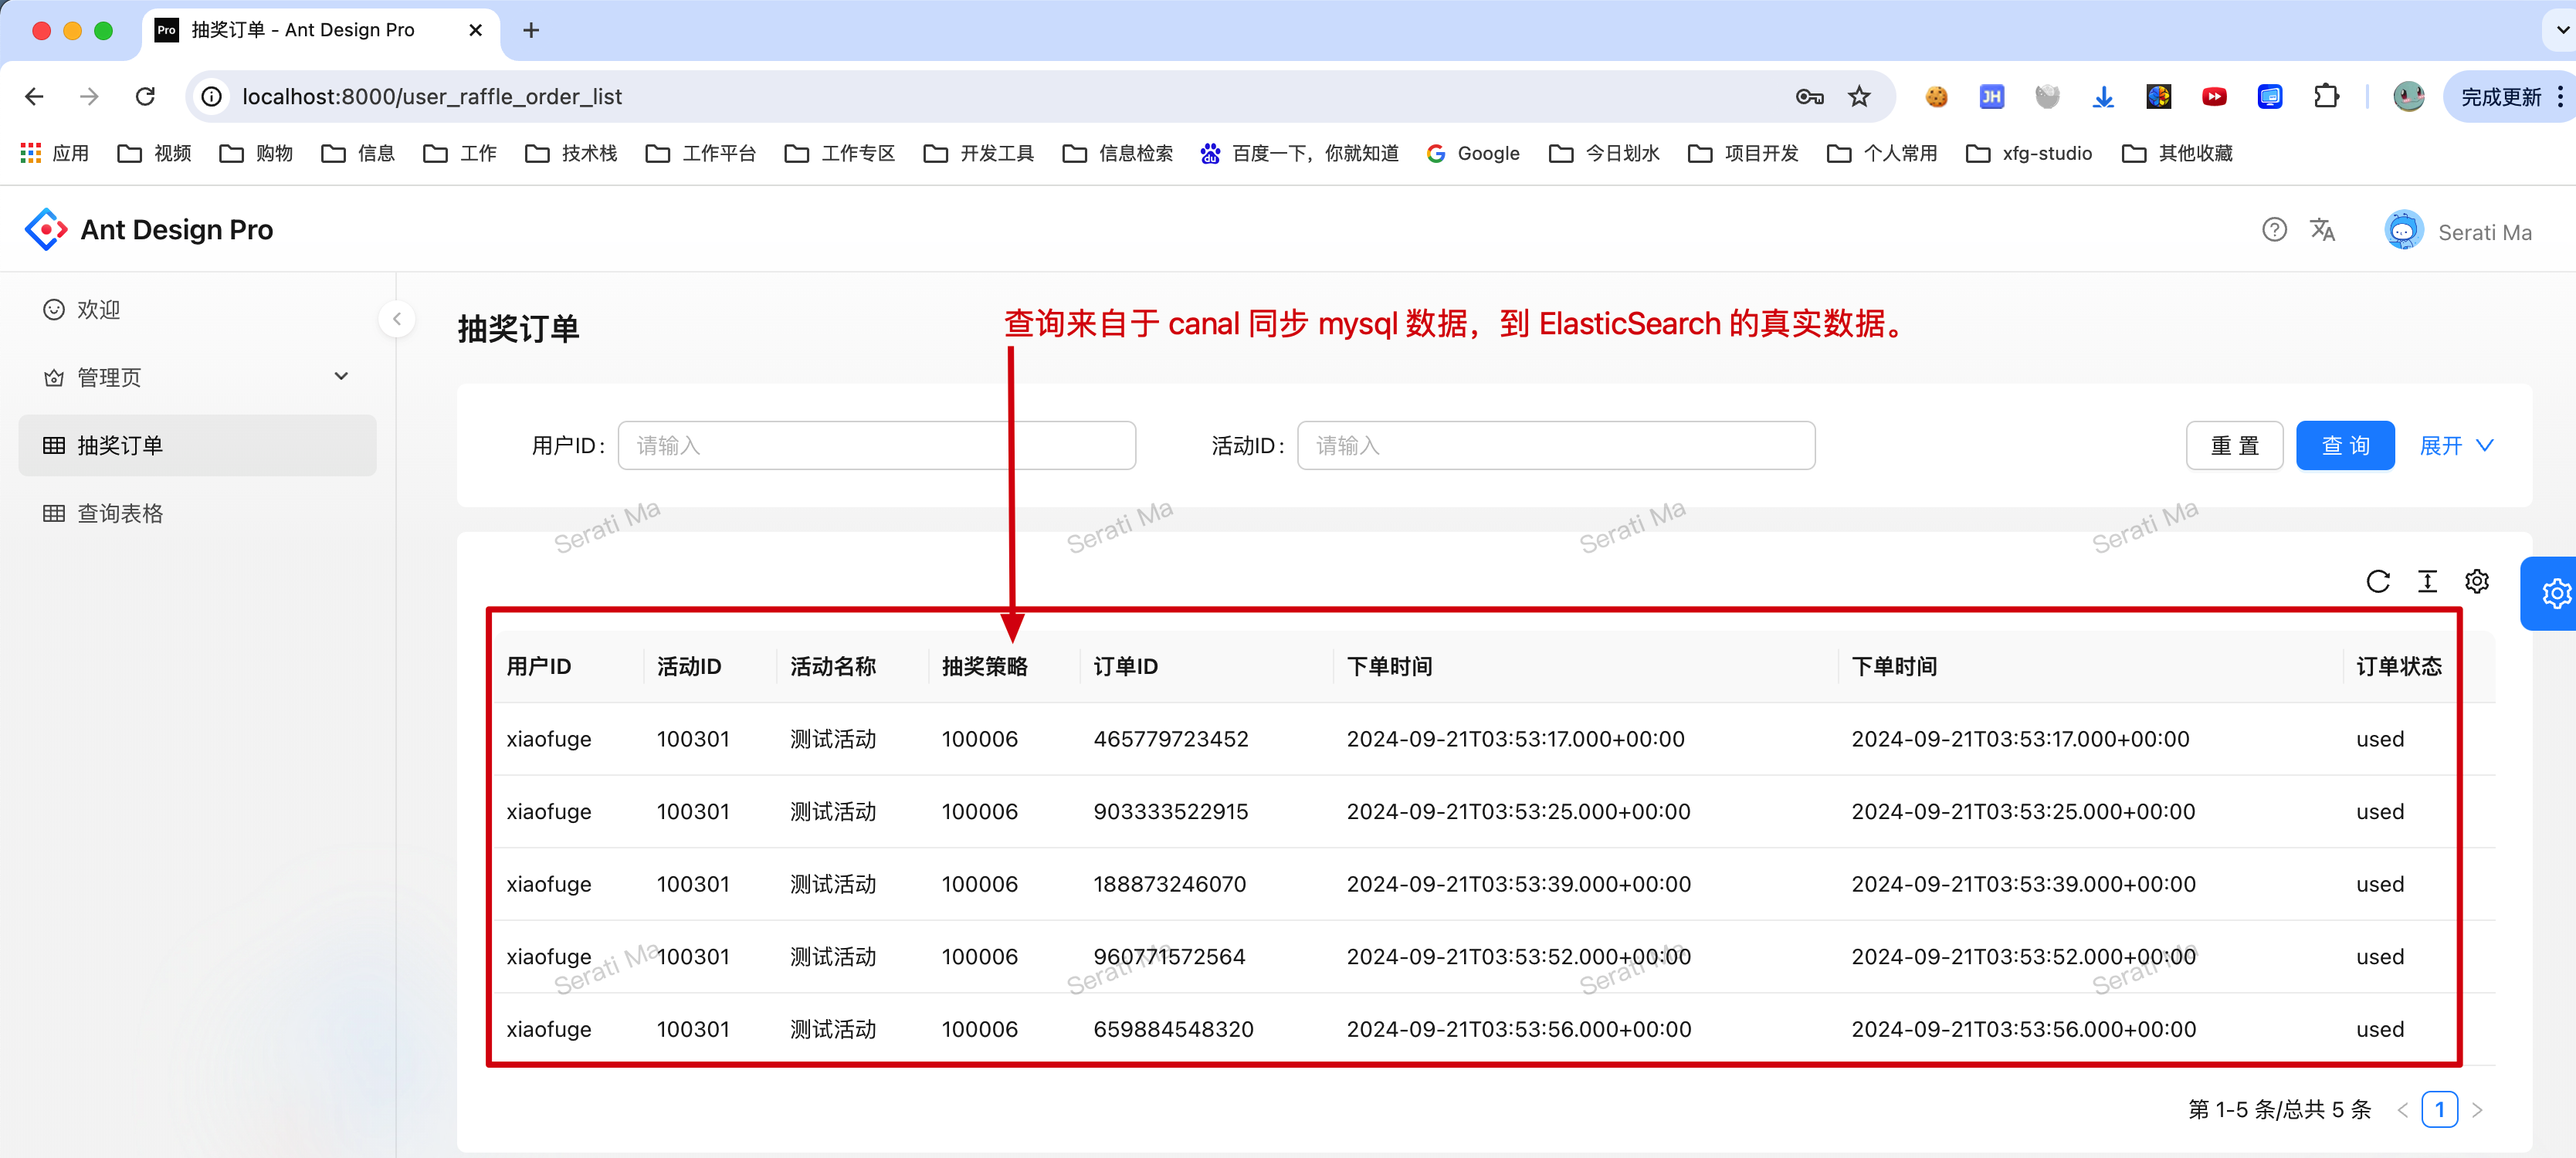 Pro 抽奖订单 - Ant Design Pro
localhost:8000/user_raffle_order_list
JH
完成更新
应用 视频 购物 信息 工作 技术栈 工作平台 工作专区 开发工具 信息检索 du 百度一下，你就知道 Google 今日划水 项目开发 个人常用 xfg-studio 其他收藏
Ant Design Pro
Serati Ma
欢迎
管理页
抽奖订单
查询表格
抽奖订单
查询来自于 canal 同步 mysql 数据，到 ElasticSearch 的真实数据。
用户ID: 请输入 活动ID: 请输入 重 置 查 询 展开
Serati Ma Serati Ma Serati Ma Serati Ma
用户ID 活动ID 活动名称 抽奖策略 订单ID 下单时间 下单时间 订单状态
xiaofuge 100301 测试活动 100006 465779723452 2024-09-21T03:53:17.000+00:00 2024-09-21T03:53:17.000+00:00 used
xiaofuge 100301 测试活动 100006 903333522915 2024-09-21T03:53:25.000+00:00 2024-09-21T03:53:25.000+00:00 used
xiaofuge 100301 测试活动 100006 188873246070 2024-09-21T03:53:39.000+00:00 2024-09-21T03:53:39.000+00:00 used
xiaofuge 100301 测试活动 100006 960771572564 2024-09-21T03:53:52.000+00:00 2024-09-21T03:53:52.000+00:00 used
Serati Ma Serati Ma Serati Ma Serati Ma
xiaofuge 100301 测试活动 100006 659884548320 2024-09-21T03:53:56.000+00:00 2024-09-21T03:53:56.000+00:00 used
第 1-5 条/总共 5 条 1